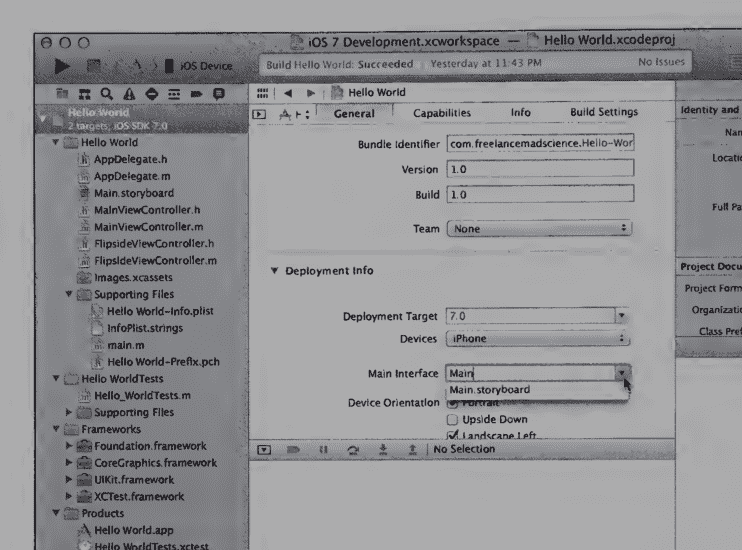 iOS 7 Development.xcworkspace — Hello World.xcodeproj
iOS Device
Build Hello World: Succeeded Yesterday at 11:43 PM No Issues
Hello World
2 targets, iOS SDK 7.0
Hello World
AppDelegate.h
AppDelegate.m
Main.storyboard
MainViewController.h
MainViewController.m
FlipsideViewController.h
FlipsideViewController.m
Images.xcassets
Supporting Files
Hello World-Info.plist
InfoPlist.strings
main.m
Hello World-Prefix.pch
Hello WorldTests
Hello_WorldTests.m
Supporting Files
Frameworks
Foundation.framework
CoreGraphics.framework
UIKit.framework
XCTest.framework
Products
Hello World.app
Hello WorldTests.xctest
Hello World
General Capabilities Info Build Settings
Bundle Identifier com.freelancemadscience.Hello-Wor
Version 1.0
Build 1.0
Team None
Deployment Info
Deployment Target 7.0
Devices iPhone
Main Interface Main
Main.storyboard
Device Orientation Portrait
Upside Down
Landscape Left
No Selection
Identity and
Nam
Locatio
Full Pa
Project Docu
Project Form
Organizatio
Class Pref